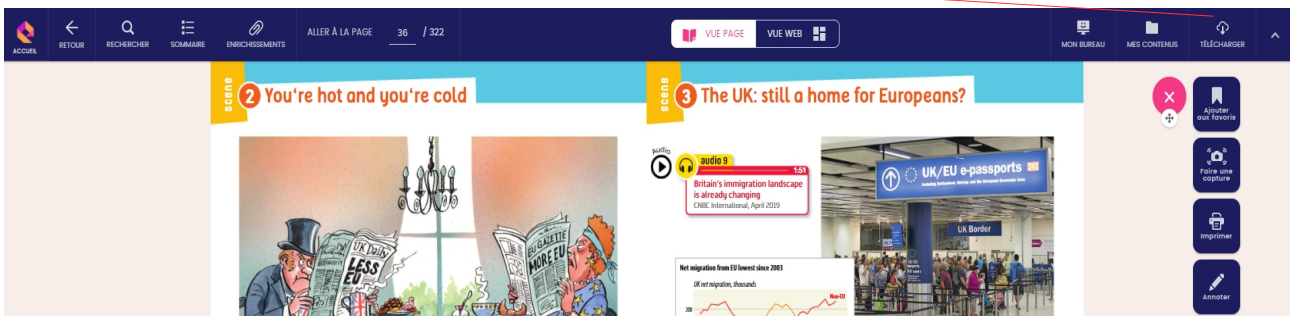 ACCUEIL
RETOUR
RECHERCHER
SOMMAIRE
ENRICHISSEMENTS
ALLER À LA PAGE 36 / 322
VUE PAGE
VUE WEB
MON BUREAU
MES CONTENUS
TÉLÉCHARGER
scene 2 You're hot and you're cold
UK Daily
LESS
EU
EU GAZETTE
MORE EU
scene 3 The UK: still a home for Europeans?
Audio
audio 9
1:51
Britain's immigration landscape
is already changing
CNBC International, April 2019
UK/EU e-passports
UK Border
Net migration from EU lowest since 2003
UK net migration, thousands
Non-EU
200
Ajouter
aux favoris
Faire une
capture
Imprimer
Annoter